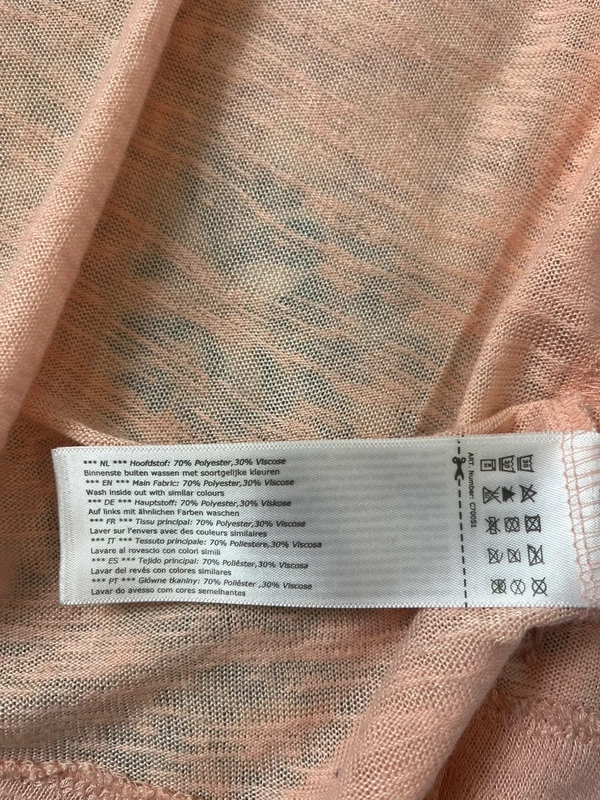 *** NL *** Hoofdstof: 70% Polyester,30% Viscose
Binnenste buiten wassen met soortgelijke kleuren
*** EN *** Main Fabric: 70% Polyester,30% Viscose
Wash inside out with similar colours
*** DE *** Hauptstoff: 70% Polyester,30% Viskose
Auf links mit ähnlichen Farben waschen
*** FR *** Tissu principal: 70% Polyester,30% Viscose
Laver sur l'envers avec des couleurs similaires
*** IT *** Tessuto principale: 70% Poliestere,30% Viscosa
Lavare al rovescio con colori simili
*** ES *** Tejido principal: 70% Poliéster,30% Viscosa
Lavar del revés con colores similares
*** PT *** Główne tkaniny: 70% Poliéster ,30% Viscose
Lavar do avesso com cores semelhantes
ART. Number: C70051